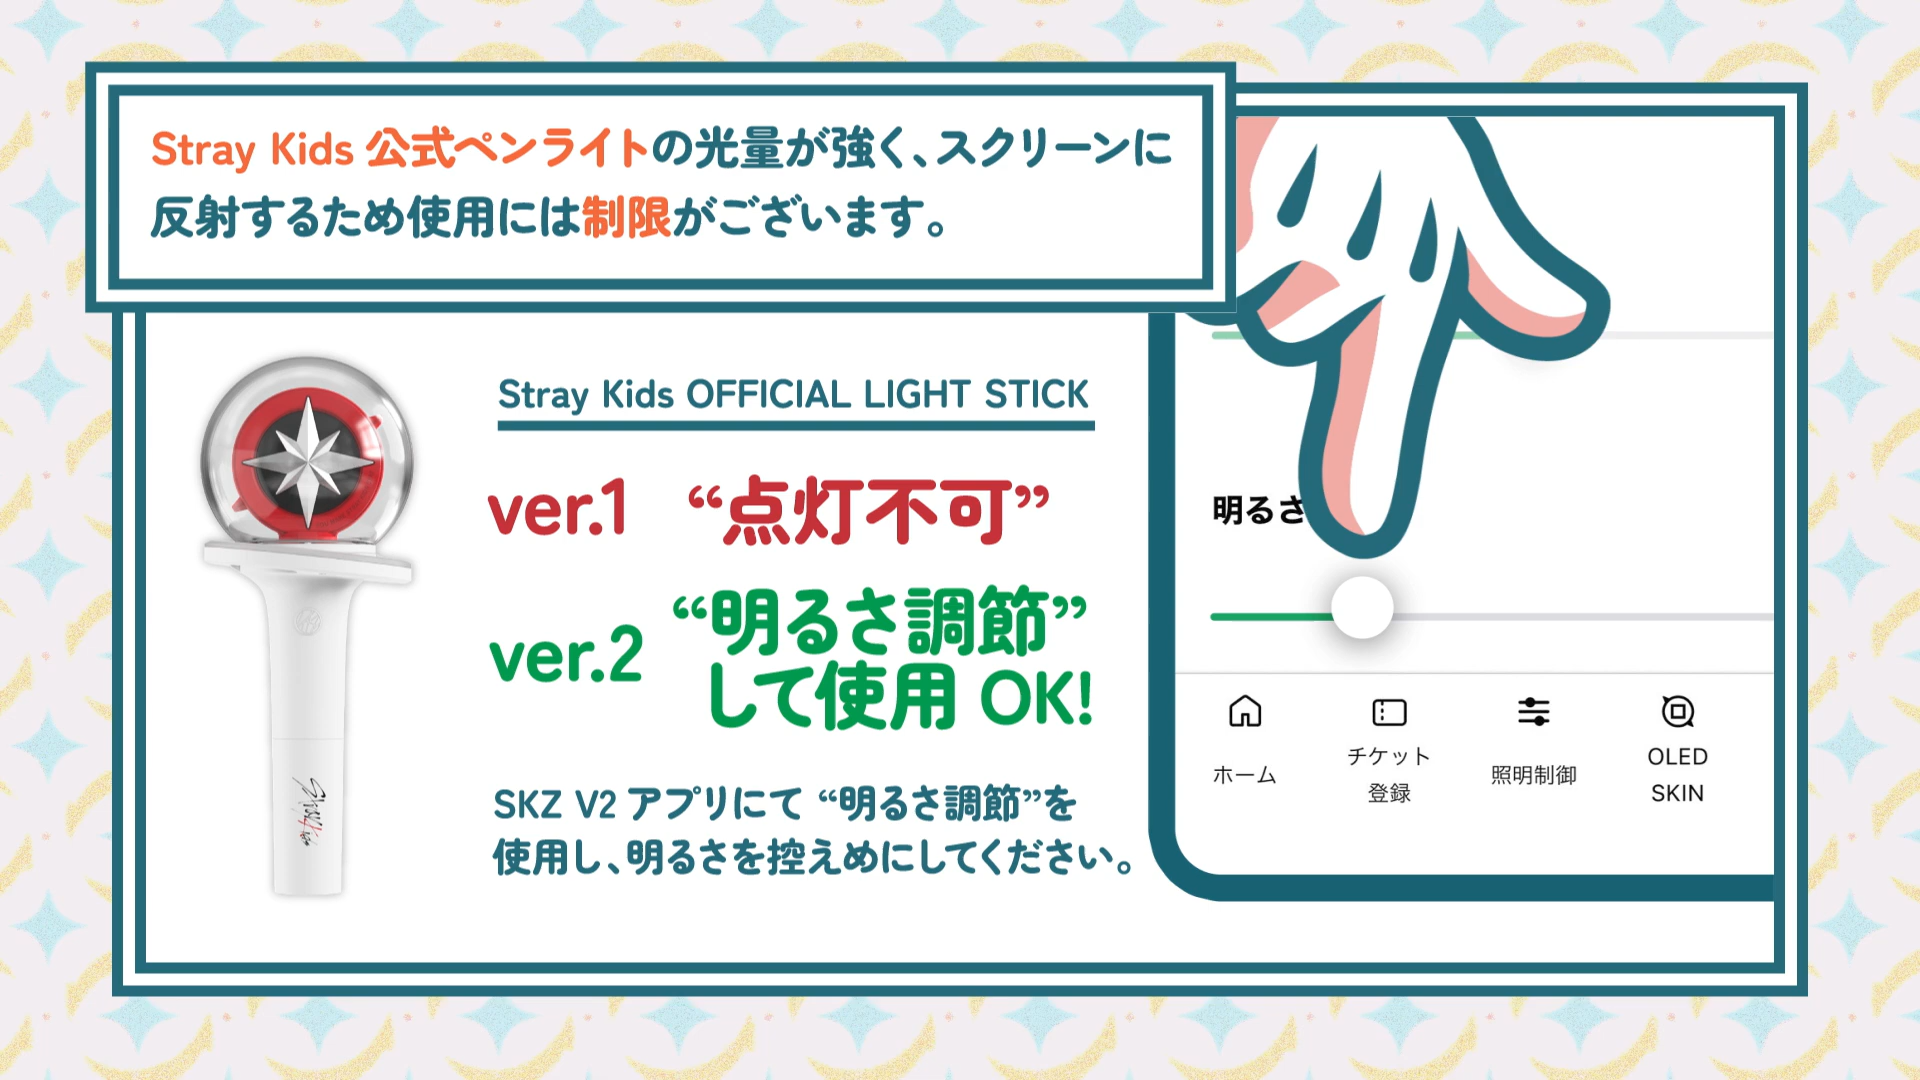 Stray Kids 公式ペンライトの光量が強く、スクリーンに
反射するため使用には制限がございます。
Stray Kids OFFICIAL LIGHT STICK
ver.1 “点灯不可”
ver.2 “明るさ調節”
して使用 OK!
SKZ V2 アプリにて “明るさ調節”を
使用し、明るさを控えめにしてください。
Stray Kids
明るさ
ホーム
チケット
登録
照明制御
OLED
SKIN